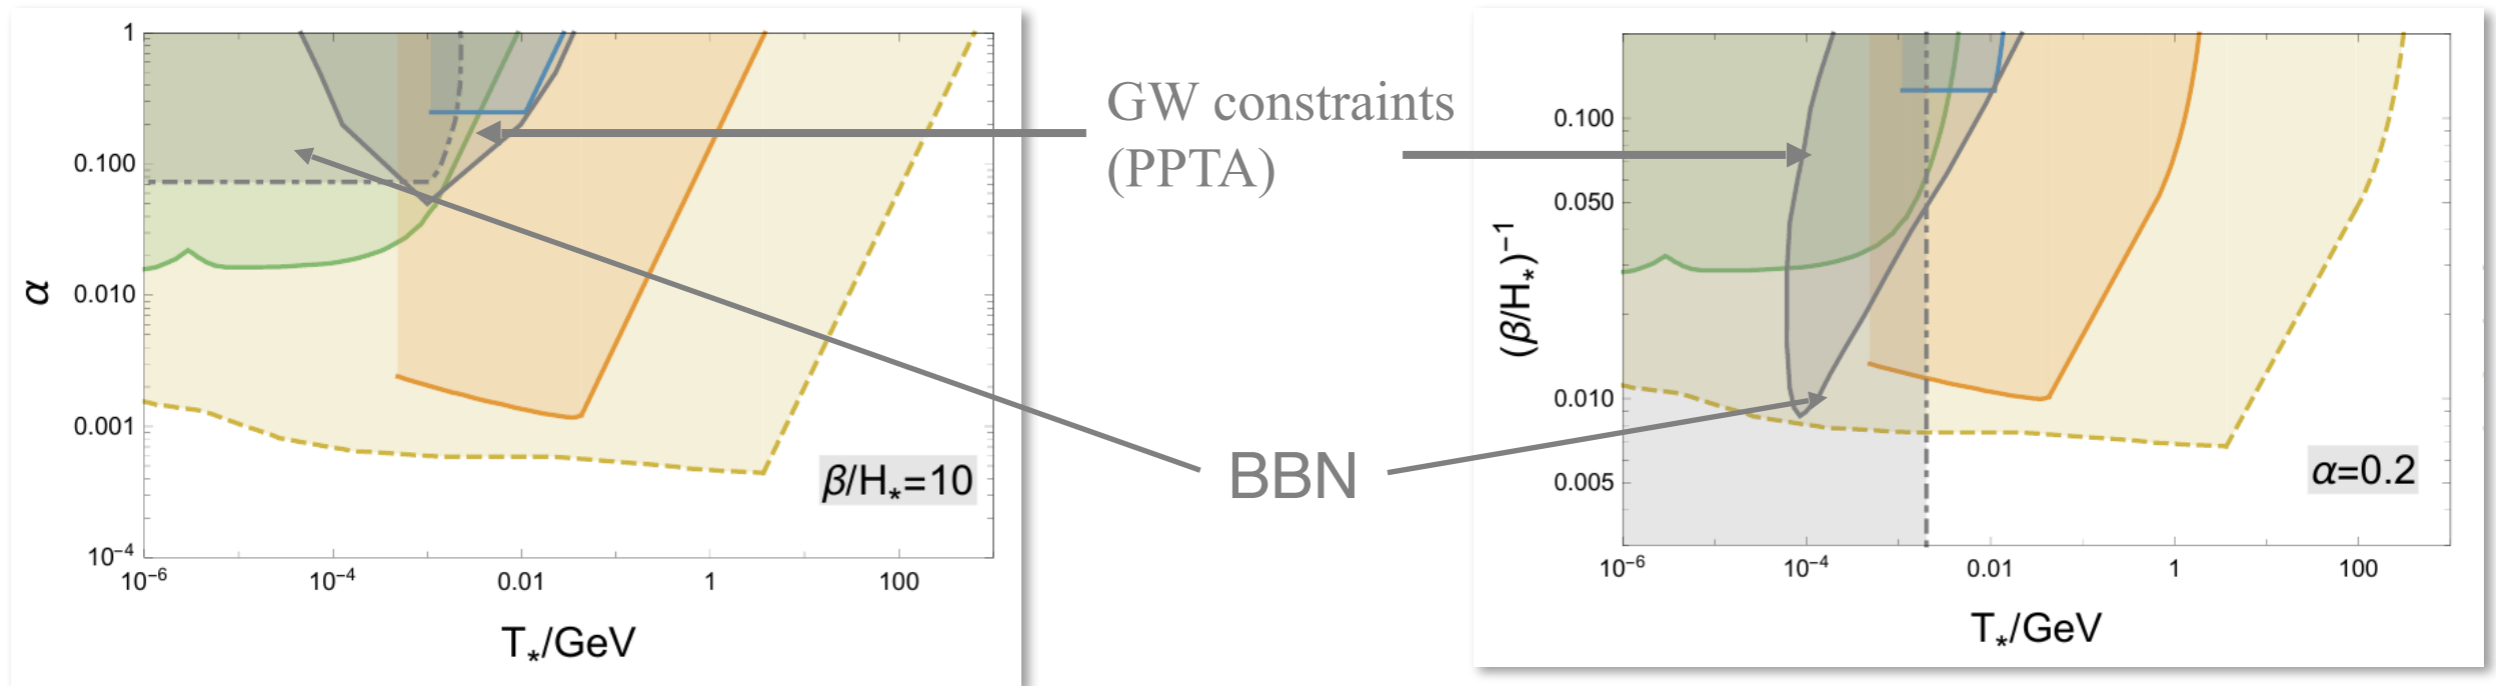 1
0.100
0.010
0.001
10⁻⁴
α
10⁻⁶
10⁻⁴
0.01
1
100
T*/GeV
β/H*=10
GW constraints
(PPTA)
BBN
0.100
0.050
0.010
0.005
(β/H*)⁻¹
10⁻⁶
10⁻⁴
0.01
1
100
T*/GeV
α=0.2